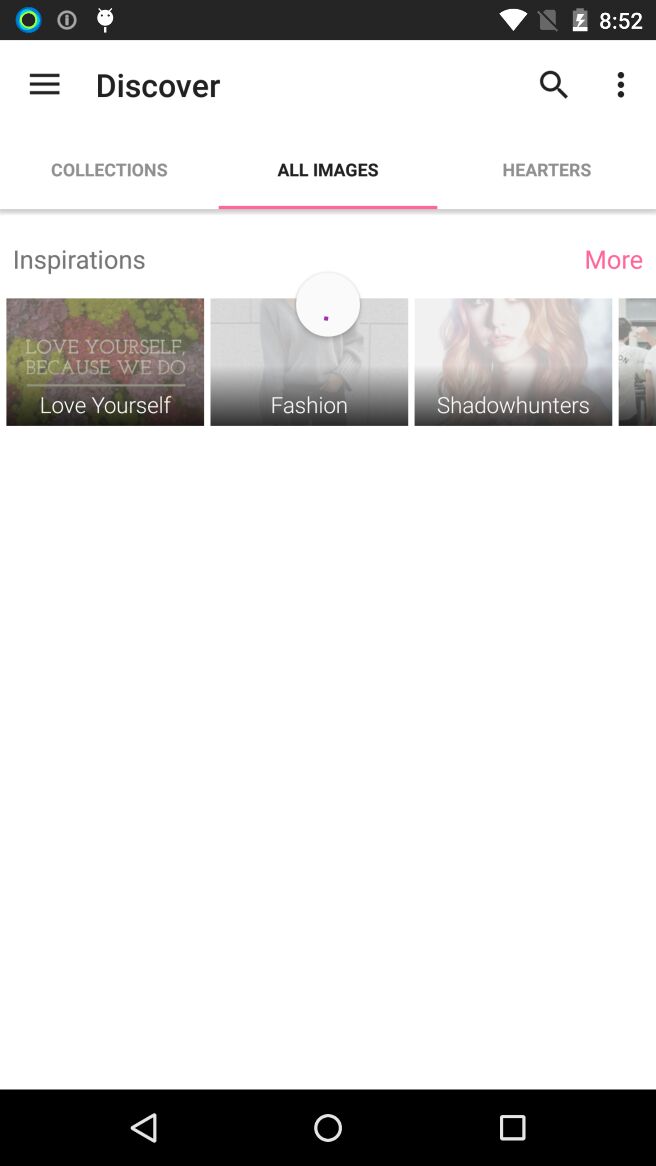 8:52
Discover
COLLECTIONS
ALL IMAGES
HEARTERS
Inspirations
More
LOVE YOURSELF,
BECAUSE WE DO
Love Yourself
Fashion
Shadowhunters